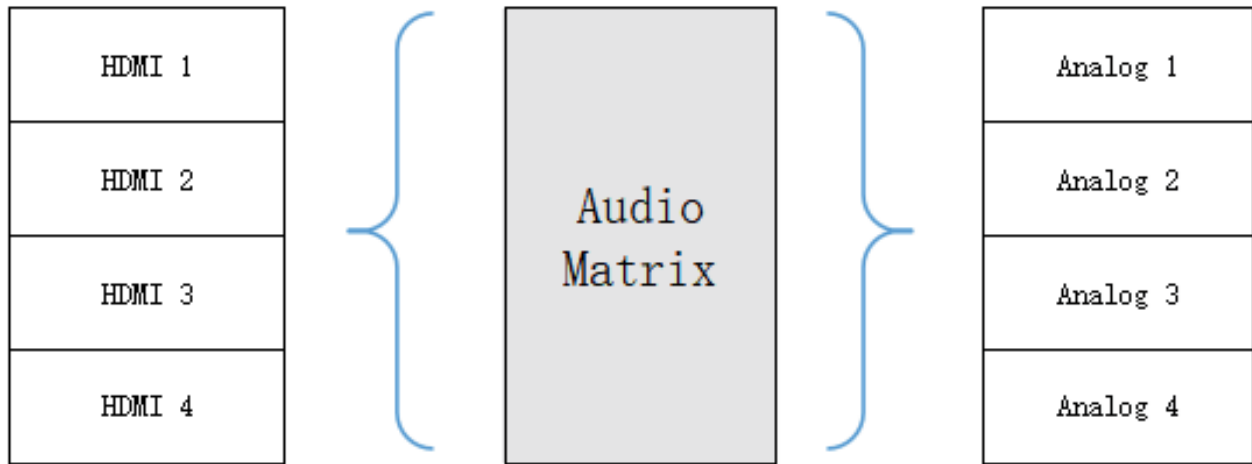 HDMI 1
HDMI 2
HDMI 3
HDMI 4
Audio
Matrix
Analog 1
Analog 2
Analog 3
Analog 4